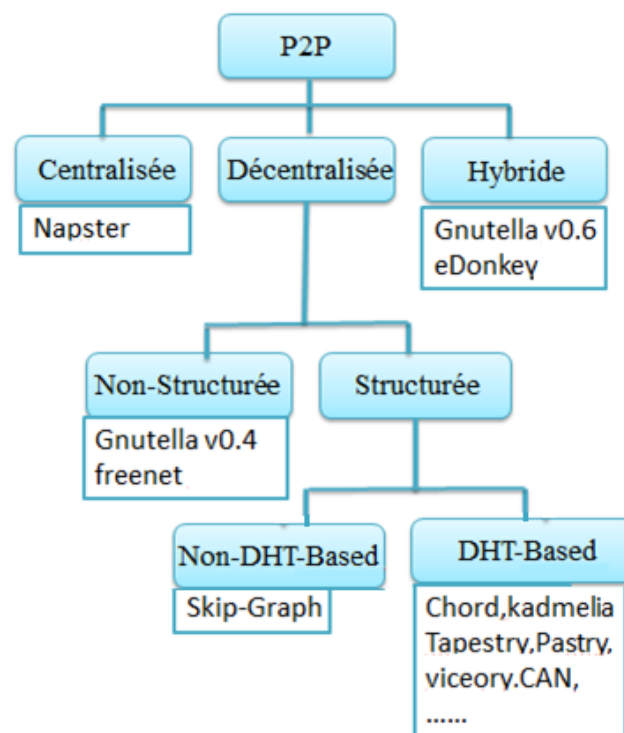 P2P
Centralisée
Napster
Décentralisée
Hybride
Gnutella v0.6
eDonkey
Non-Structurée
Gnutella v0.4
freenet
Structurée
Non-DHT-Based
Skip-Graph
DHT-Based
Chord,kadmelia
Tapestry,Pastry,
viceory.CAN,
......